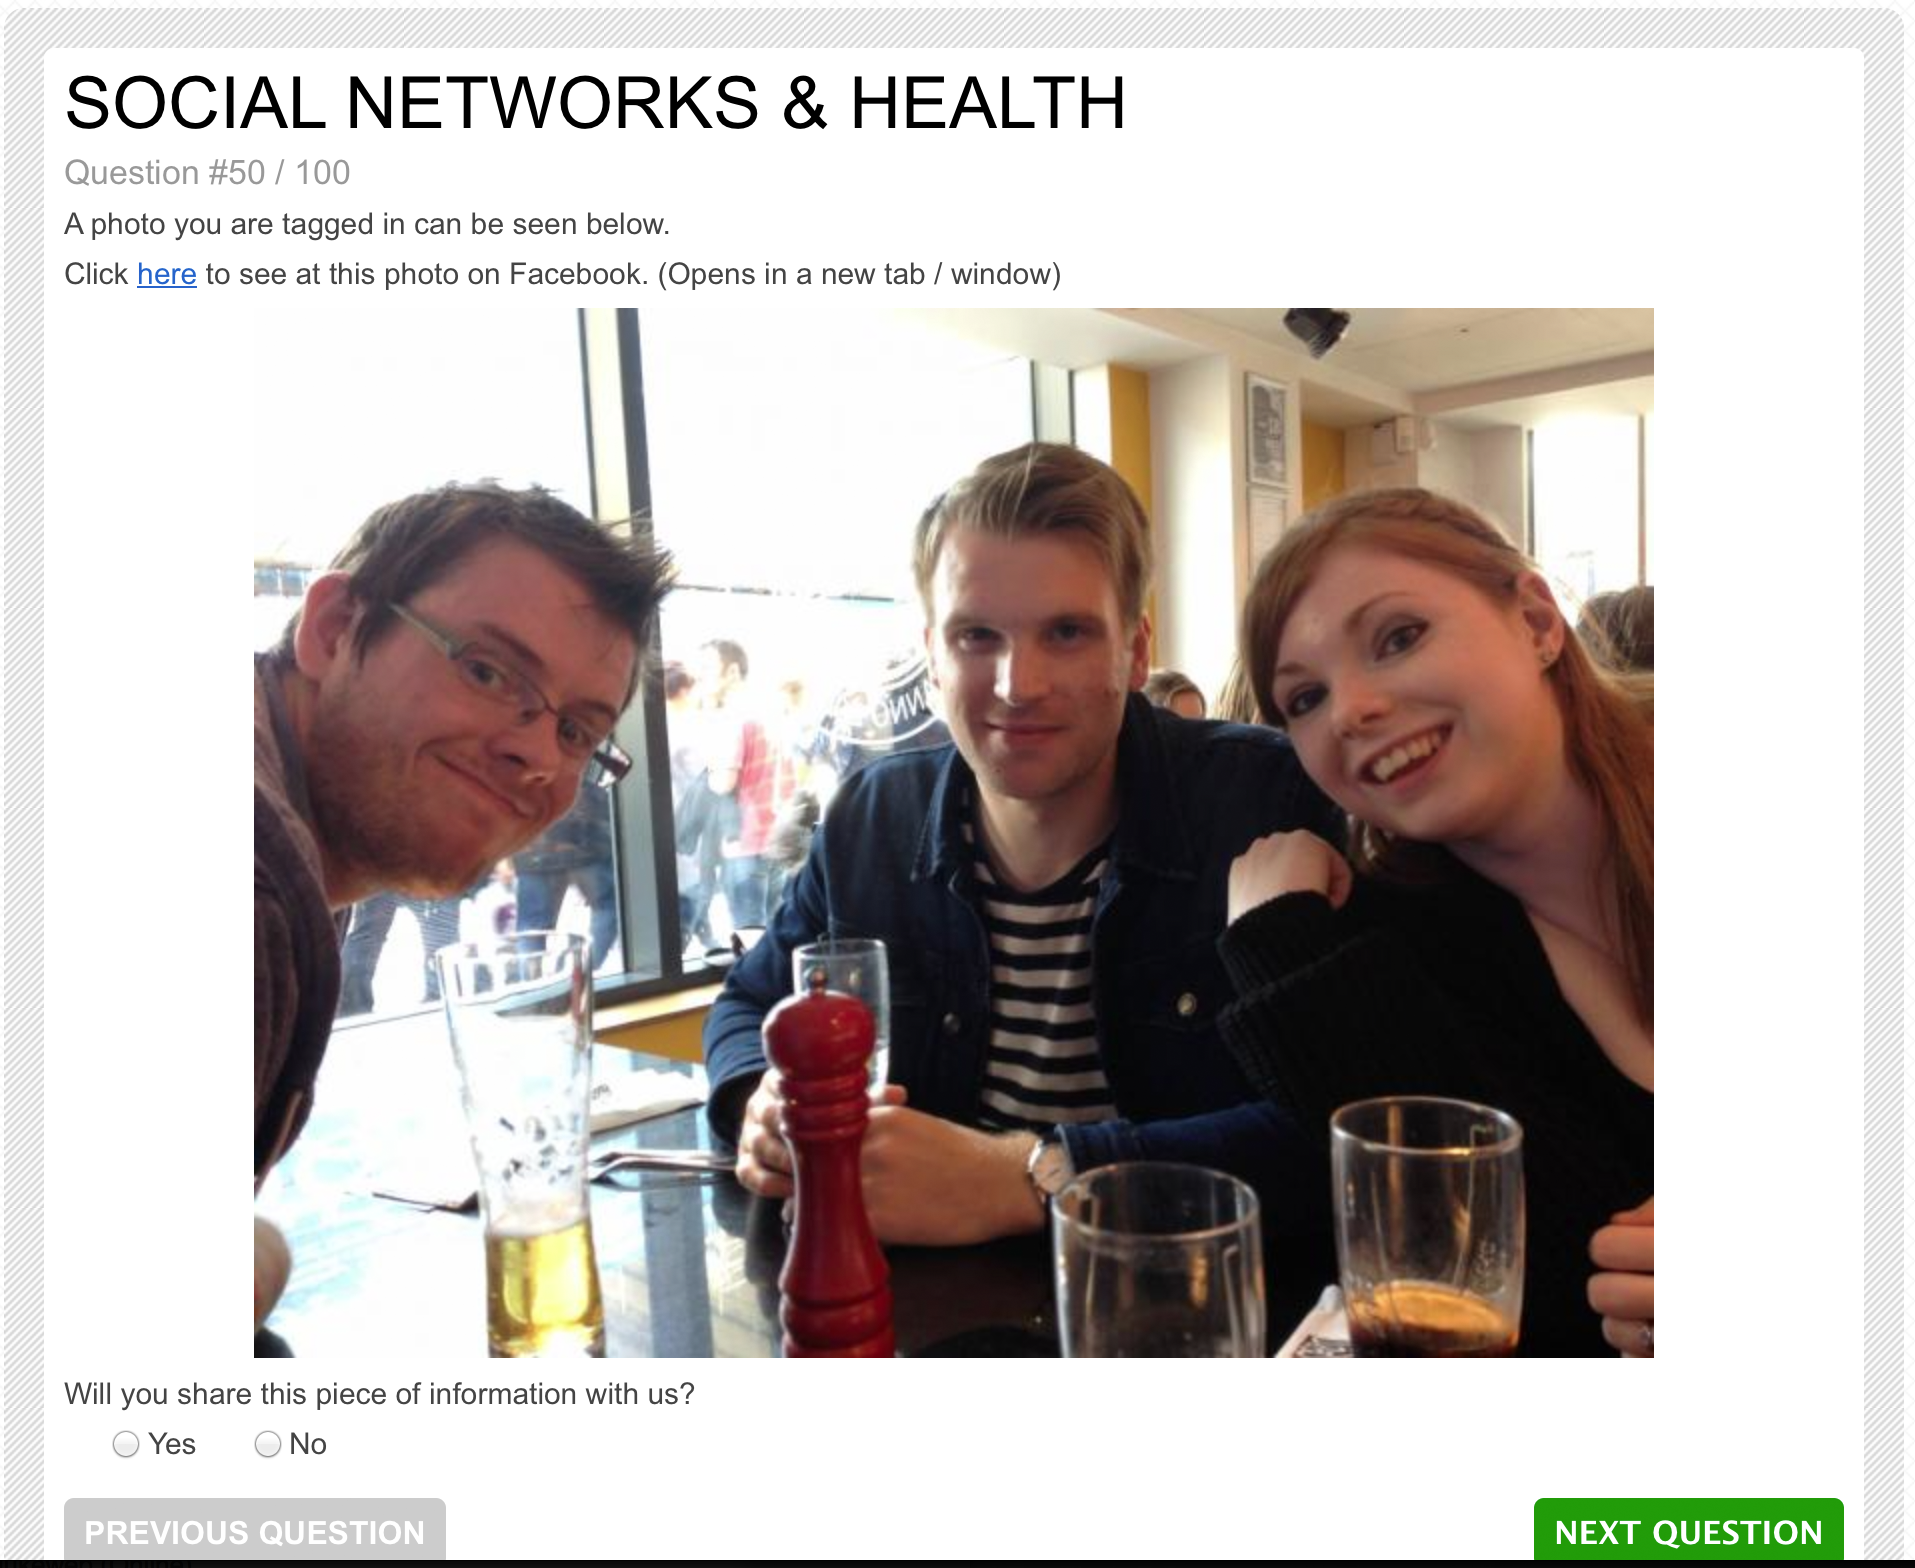 SOCIAL NETWORKS & HEALTH
Question #50 / 100
A photo you are tagged in can be seen below.
Click here to see at this photo on Facebook. (Opens in a new tab / window)
Will you share this piece of information with us?
Yes No
PREVIOUS QUESTION NEXT QUESTION